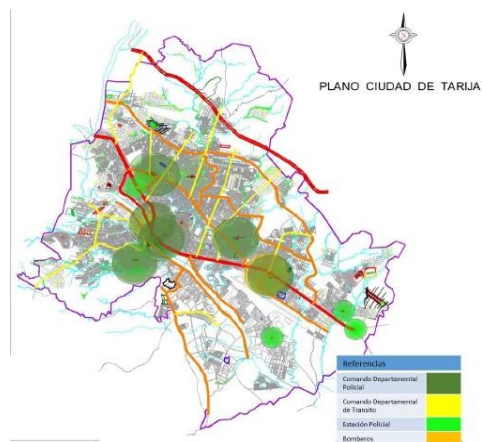 PLANO CIUDAD DE TARIJA
Referencias
Comando Departamental
Policial
Comando Departamental
de Transito
Estación Policial
Bomberos